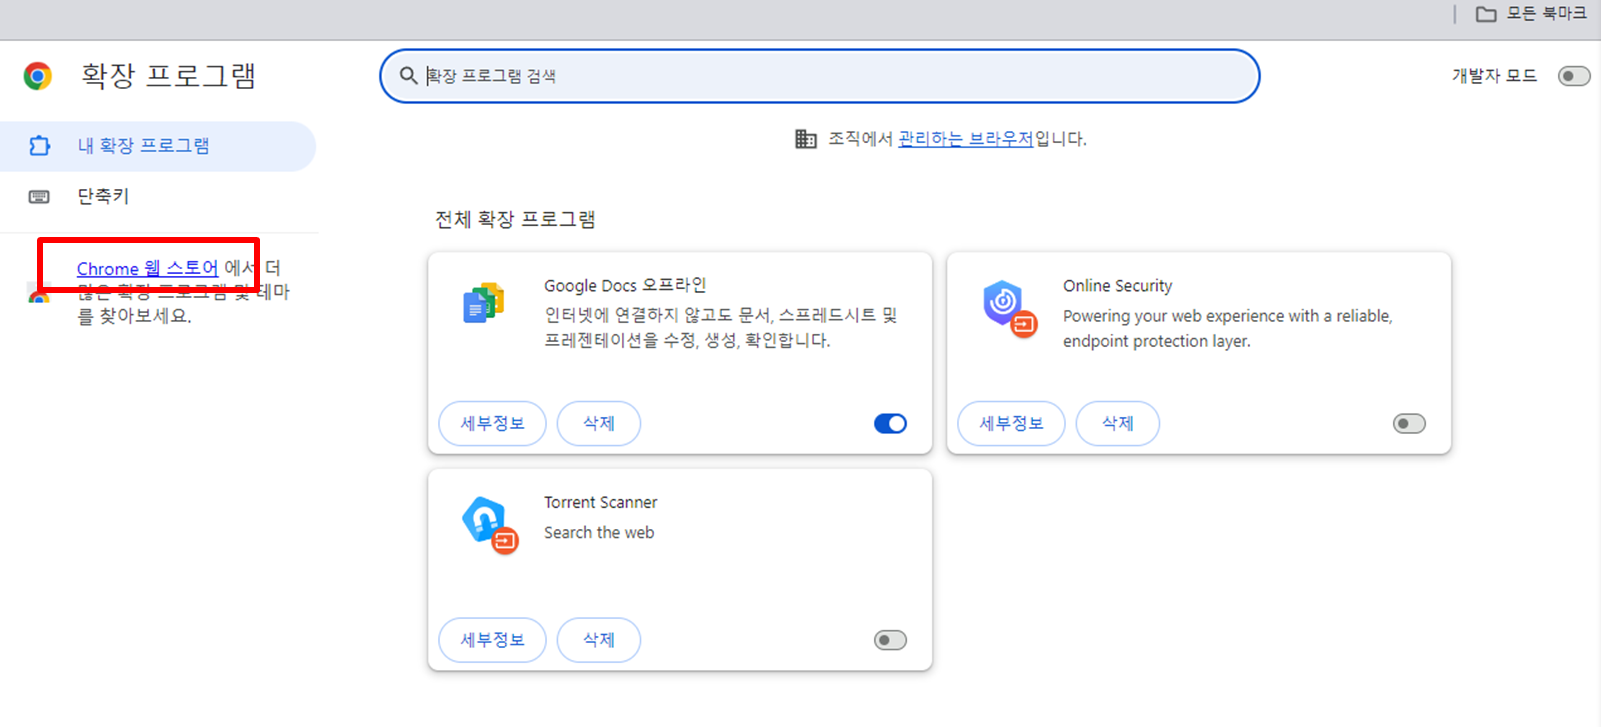 모든 북마크
확장 프로그램
확장 프로그램 검색
개발자 모드
내 확장 프로그램
조직에서 관리하는 브라우저입니다.
단축키
전체 확장 프로그램
Chrome 웹 스토어 에서 더
많은 확장 프로그램 및 테마
를 찾아보세요.
Google Docs 오프라인
인터넷에 연결하지 않고도 문서, 스프레드시트 및
프레젠테이션을 수정, 생성, 확인합니다.
세부정보
삭제
Online Security
Powering your web experience with a reliable,
endpoint protection layer.
세부정보
삭제
Torrent Scanner
Search the web
세부정보
삭제